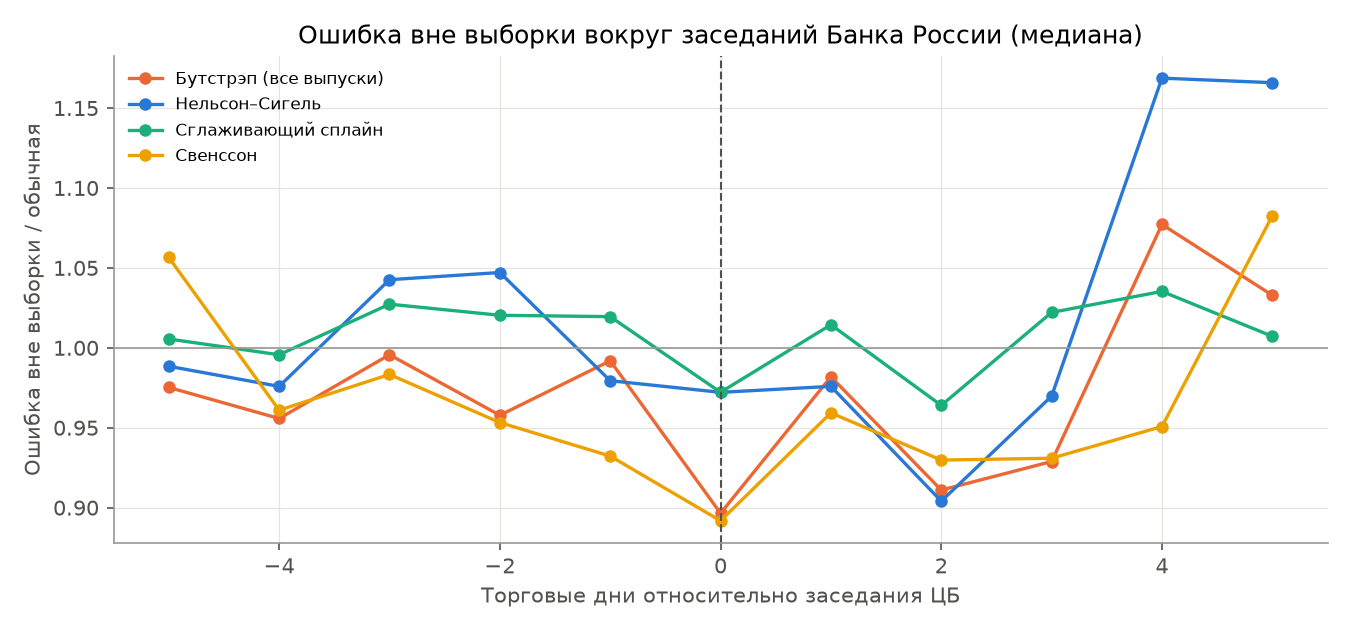 Ошибка вне выборки вокруг заседаний Банка России (медиана)
Бутстрэп (все выпуски)
Нельсон–Сигель
Сглаживающий сплайн
Свенссон
Ошибка вне выборки / обычная
1.15
1.10
1.05
1.00
0.95
0.90
−4
−2
0
2
4
Торговые дни относительно заседания ЦБ